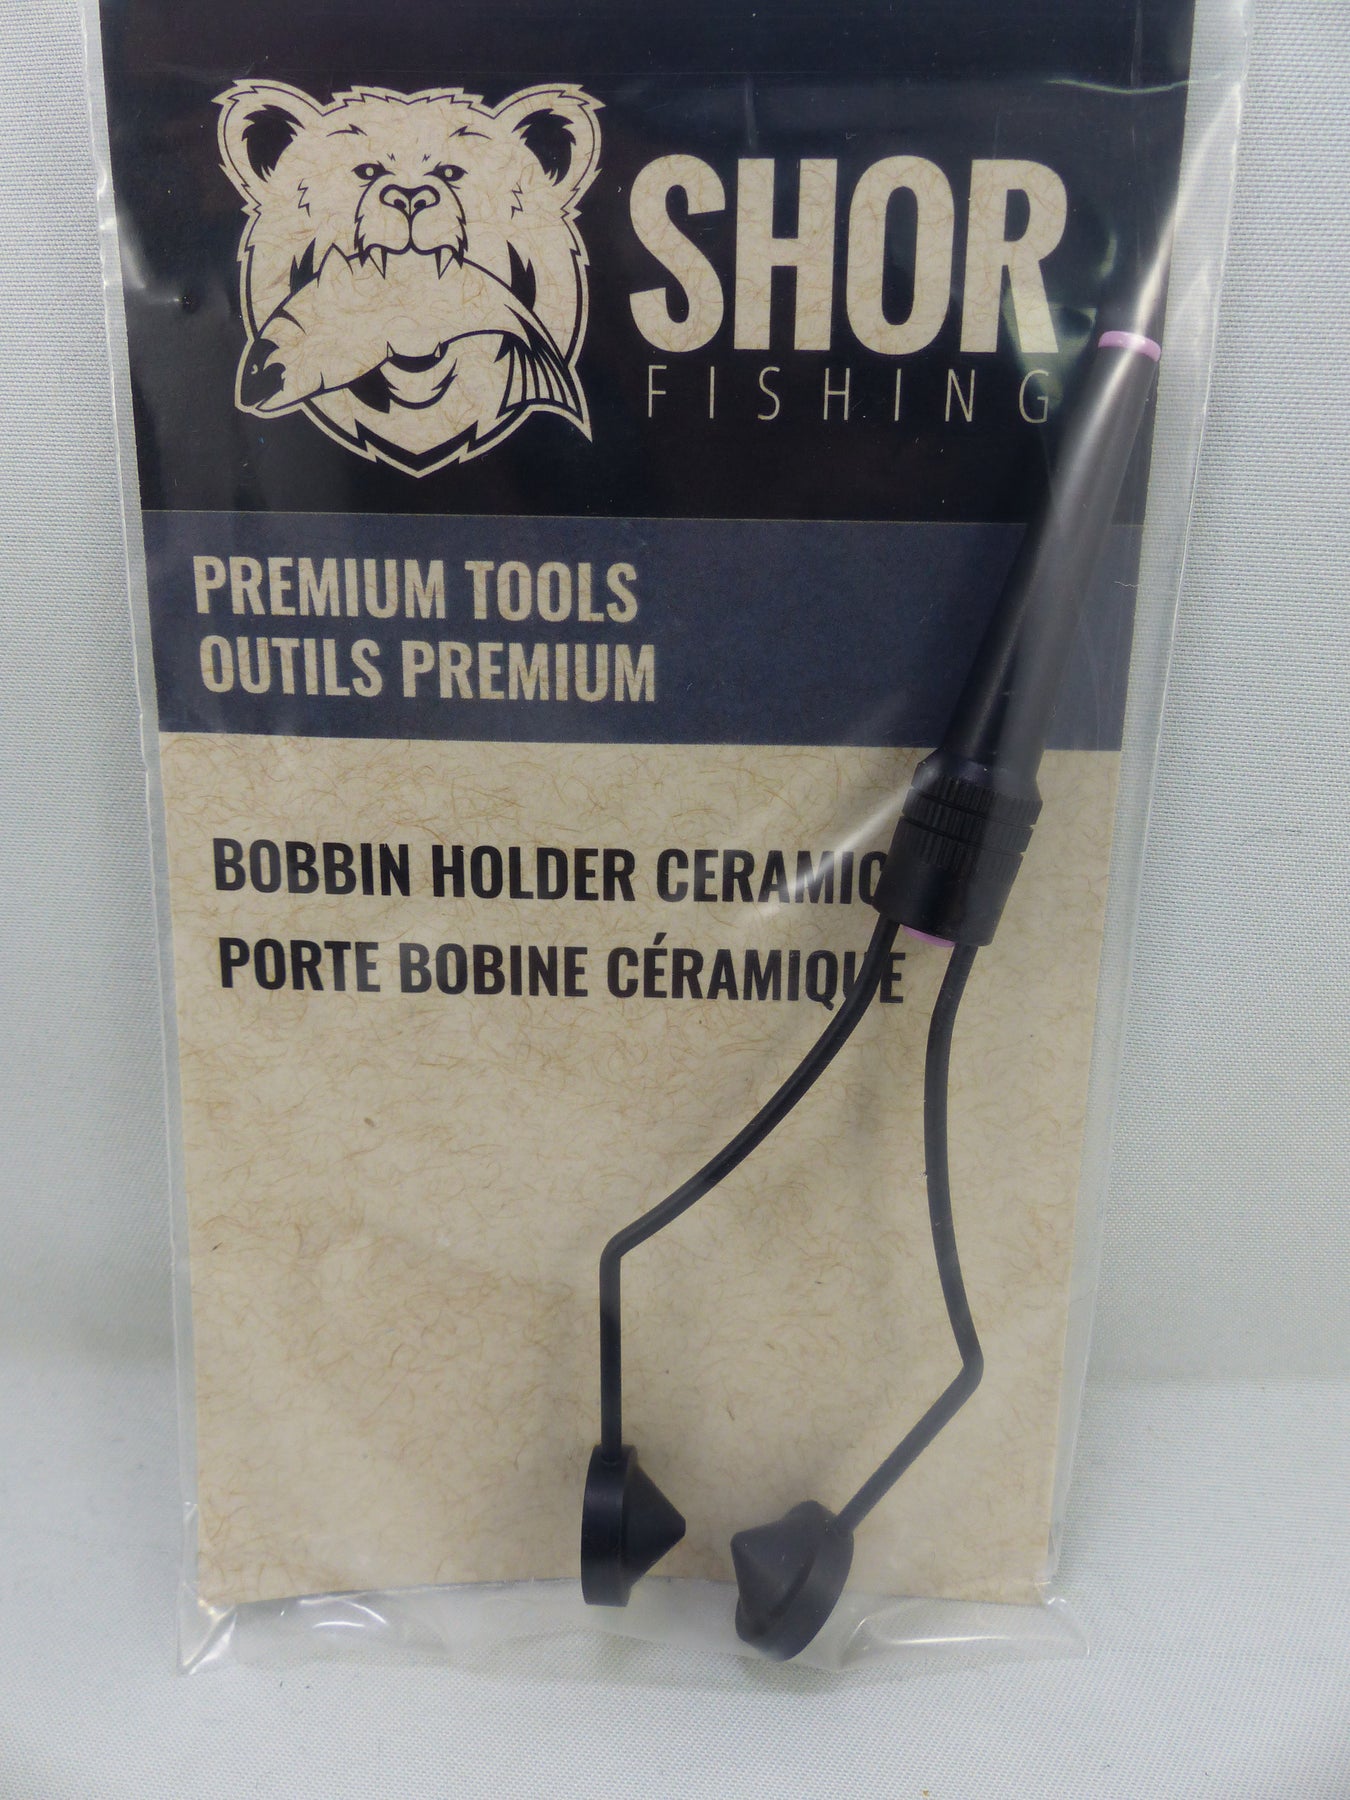 SHOR
FISHING
PREMIUM TOOLS
OUTILS PREMIUM
BOBBIN HOLDER CERAMIC
PORTE BOBINE CÉRAMIQUE